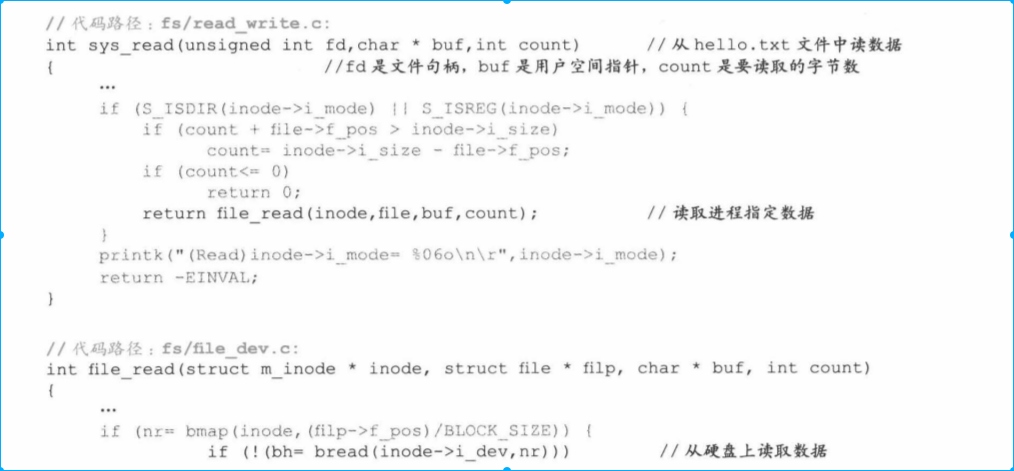 // 代码路径：fs/read_write.c:
int sys_read(unsigned int fd,char * buf,int count) // 从 hello.txt 文件中读数据
{ //fd 是文件句柄，buf 是用户空间指针，count 是要读取的字节数
…
if (S_ISDIR(inode->i_mode) || S_ISREG(inode->i_mode)) {
if (count + file->f_pos > inode->i_size)
count= inode->i_size - file->f_pos;
if (count<= 0)
return 0;
return file_read(inode,file,buf,count); // 读取进程指定数据
}
printk("(Read)inode->i_mode= %06o\n\r",inode->i_mode);
return -EINVAL;
}
// 代码路径：fs/file_dev.c:
int file_read(struct m_inode * inode, struct file * filp, char * buf, int count)
{
…
if (nr= bmap(inode,(filp->f_pos)/BLOCK_SIZE)) {
if (!(bh= bread(inode->i_dev,nr))) // 从硬盘上读取数据